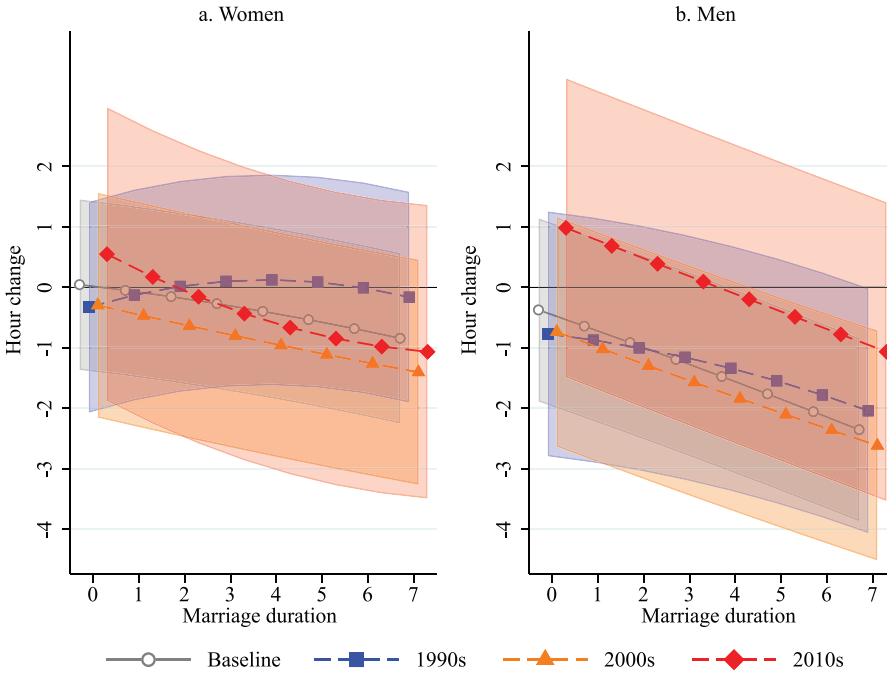 a. Women
b. Men
Hour change
2
1
0
-1
-2
-3
-4
0 1 2 3 4 5 6 7
Marriage duration
Hour change
2
1
0
-1
-2
-3
-4
0 1 2 3 4 5 6 7
Marriage duration
Baseline 1990s 2000s 2010s